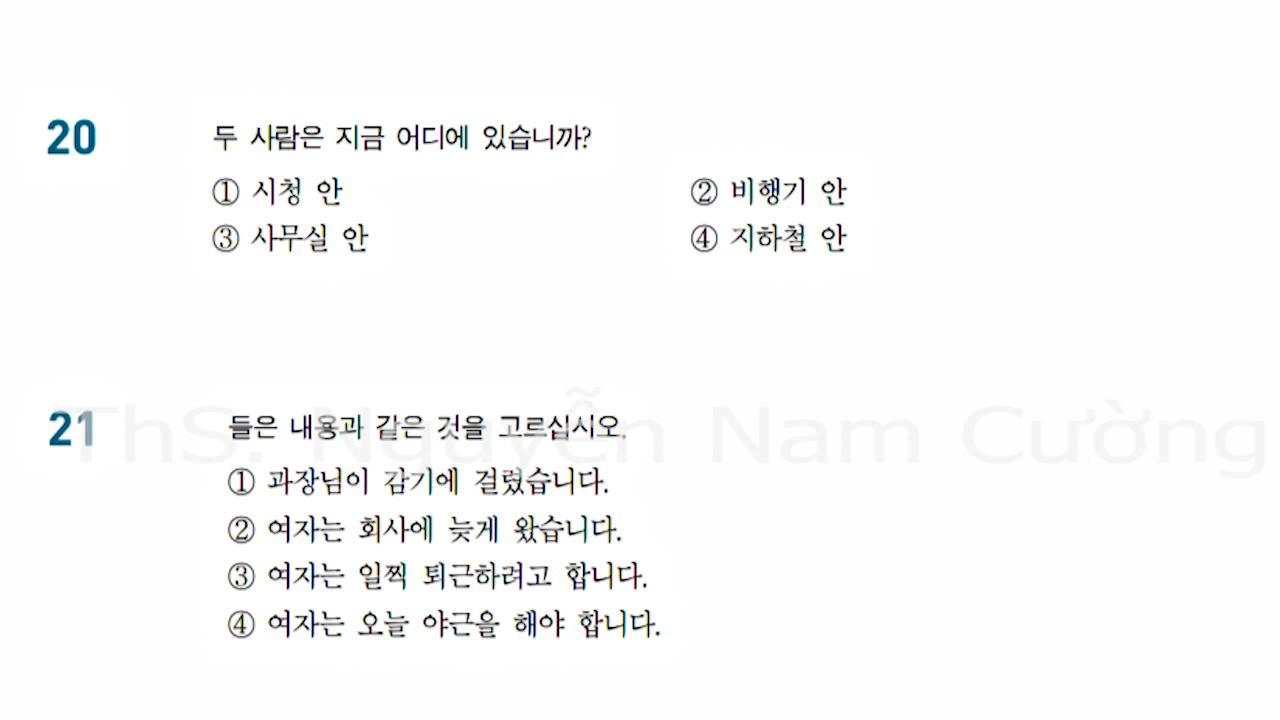 20 두 사람은 지금 어디에 있습니까?
① 시청 안 ② 비행기 안
③ 사무실 안 ④ 지하철 안
21 들은 내용과 같은 것을 고르십시오.
ThS. Nguyễn Nam Cường
① 과장님이 감기에 걸렸습니다.
② 여자는 회사에 늦게 왔습니다.
③ 여자는 일찍 퇴근하려고 합니다.
④ 여자는 오늘 야근을 해야 합니다.